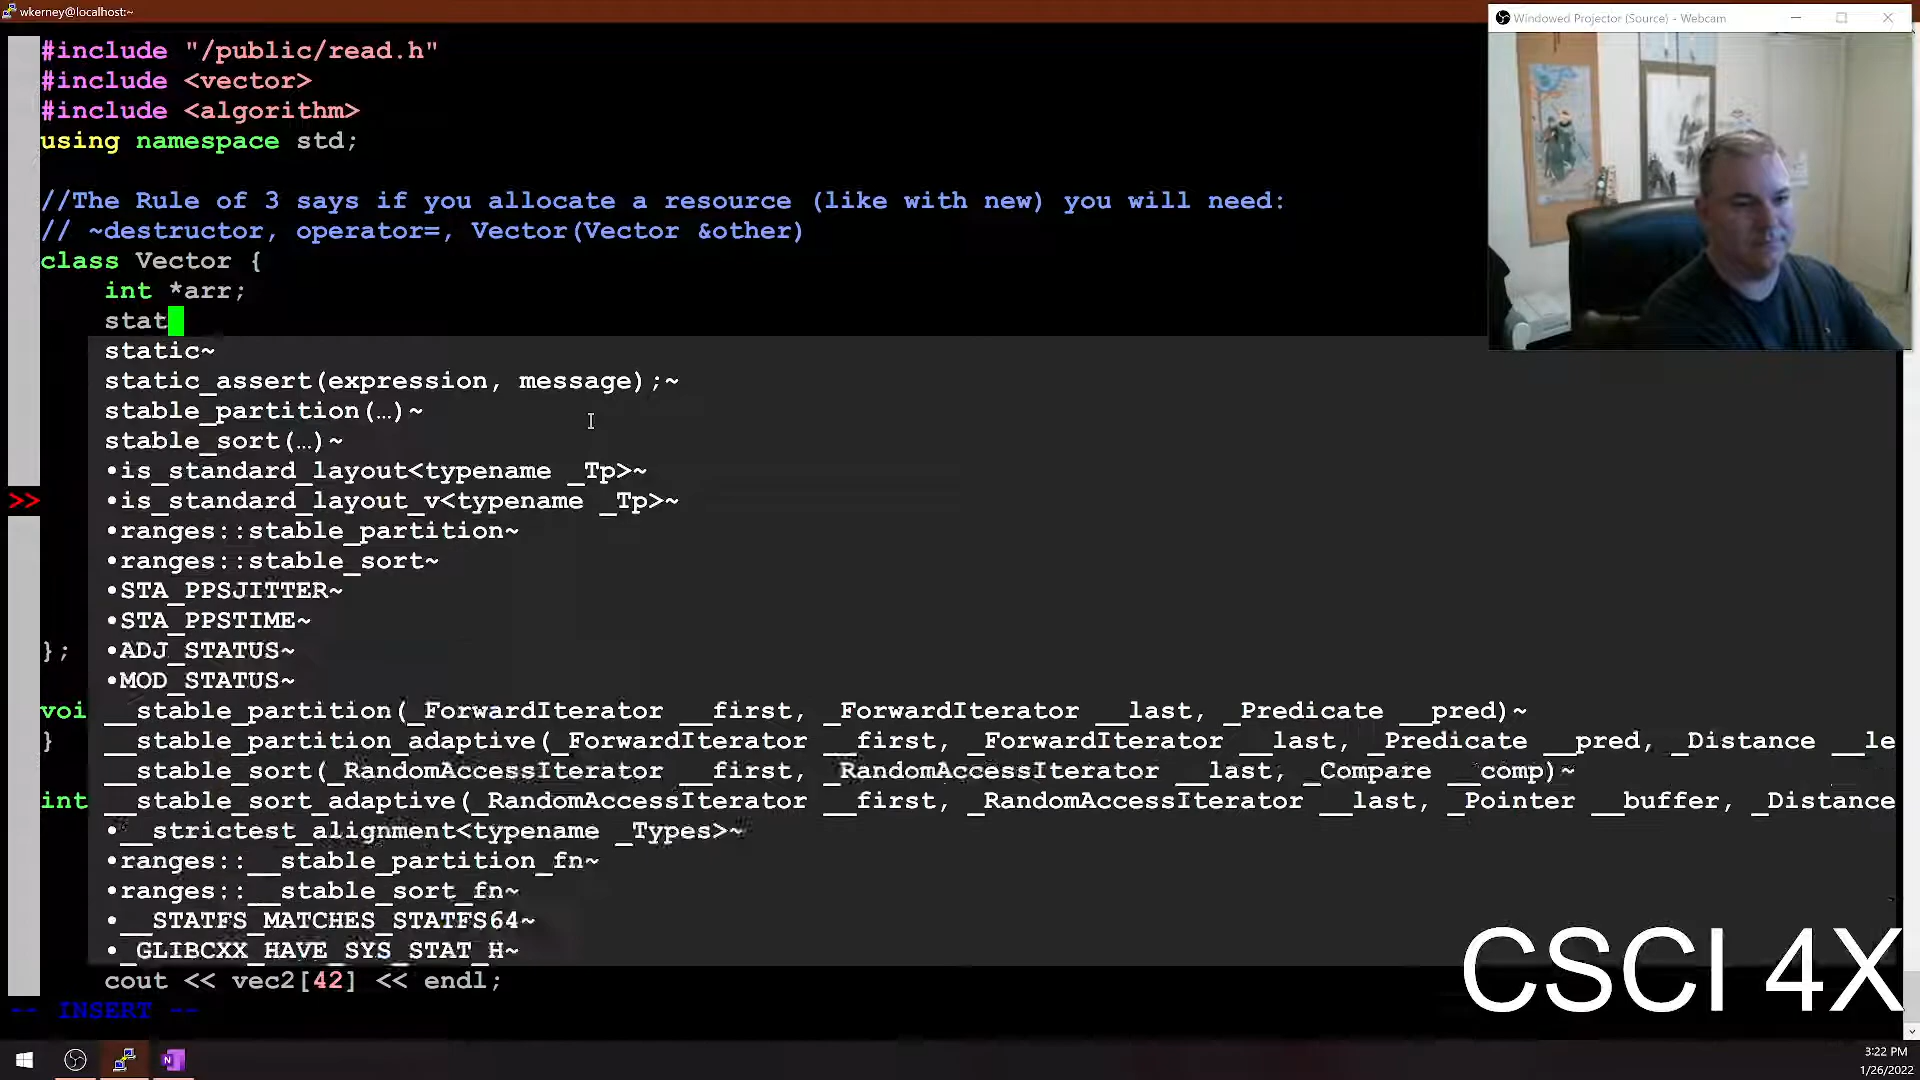 wkerney@localhost:~
Windowed Projector (Source) - Webcam
#include "/public/read.h"
#include <vector>
#include <algorithm>
using namespace std;
//The Rule of 3 says if you allocate a resource (like with new) you will need:
// ~destructor, operator=, Vector(Vector &other)
class Vector {
int *arr;
stat
static~
static_assert(expression, message);~
stable_partition(…)~
stable_sort(…)~
•is_standard_layout<typename _Tp>~
>> •is_standard_layout_v<typename _Tp>~
•ranges::stable_partition~
•ranges::stable_sort~
•STA_PPSJITTER~
•STA_PPSTIME~
}; •ADJ_STATUS~
•MOD_STATUS~
voi __stable_partition(_ForwardIterator __first, _ForwardIterator __last, _Predicate __pred)~
} __stable_partition_adaptive(_ForwardIterator __first, _ForwardIterator __last, _Predicate __pred, _Distance __le
__stable_sort(_RandomAccessIterator __first, _RandomAccessIterator __last, _Compare __comp)~
int __stable_sort_adaptive(_RandomAccessIterator __first, _RandomAccessIterator __last, _Pointer __buffer, _Distance
•__strictest_alignment<typename _Types>~
•ranges::__stable_partition_fn~
•ranges::__stable_sort_fn~
•__STATFS_MATCHES_STATFS64~
•_GLIBCXX_HAVE_SYS_STAT_H~
cout << vec2[42] << endl;
-- INSERT --
CSCI 4X
3:22 PM
1/26/2022